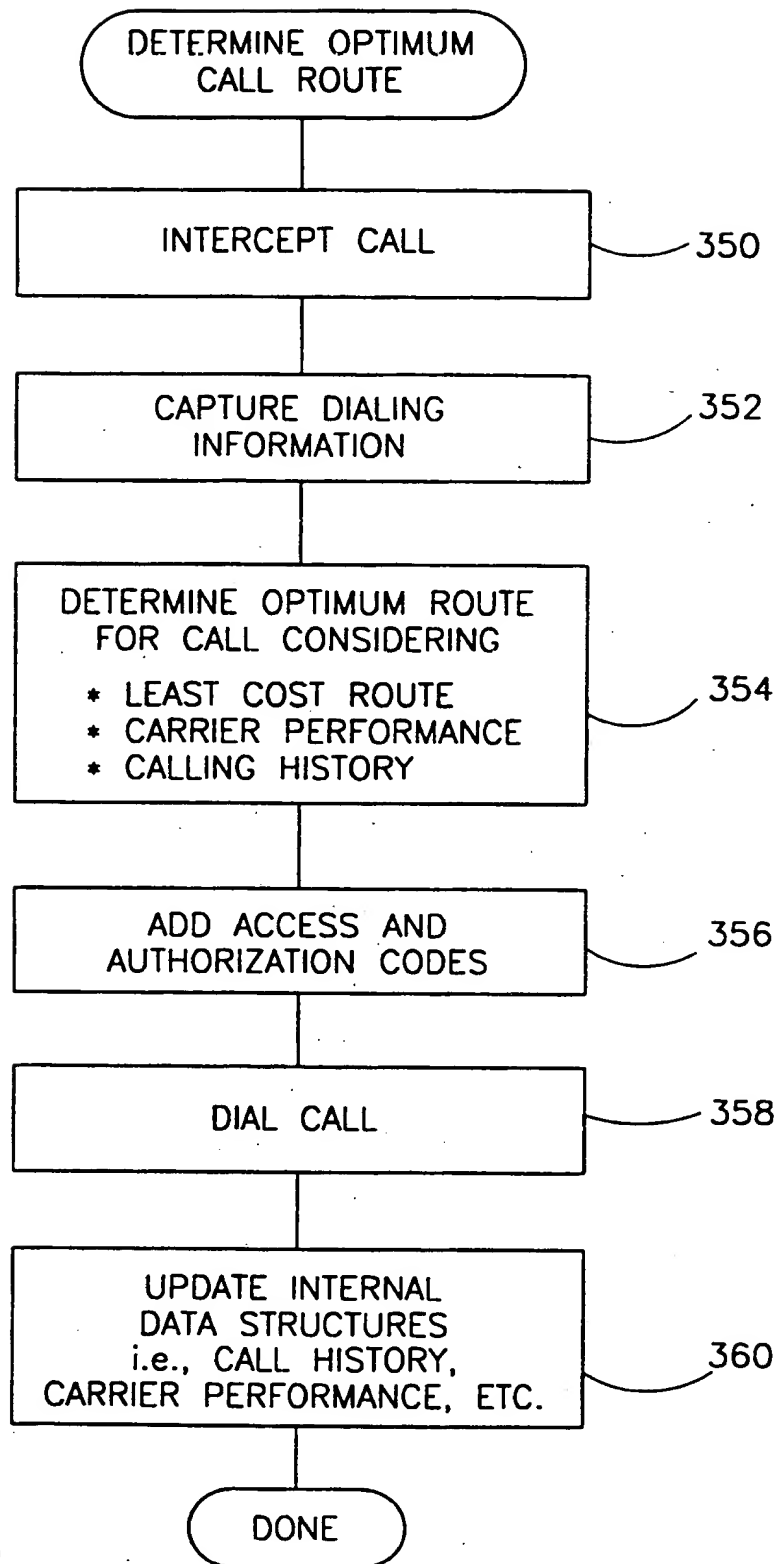 DETERMINE OPTIMUM
CALL ROUTE
INTERCEPT CALL
350
CAPTURE DIALING
INFORMATION
352
DETERMINE OPTIMUM ROUTE
FOR CALL CONSIDERING
* LEAST COST ROUTE
* CARRIER PERFORMANCE
* CALLING HISTORY
354
ADD ACCESS AND
AUTHORIZATION CODES
356
DIAL CALL
358
UPDATE INTERNAL
DATA STRUCTURES
i.e., CALL HISTORY,
CARRIER PERFORMANCE, ETC.
360
DONE